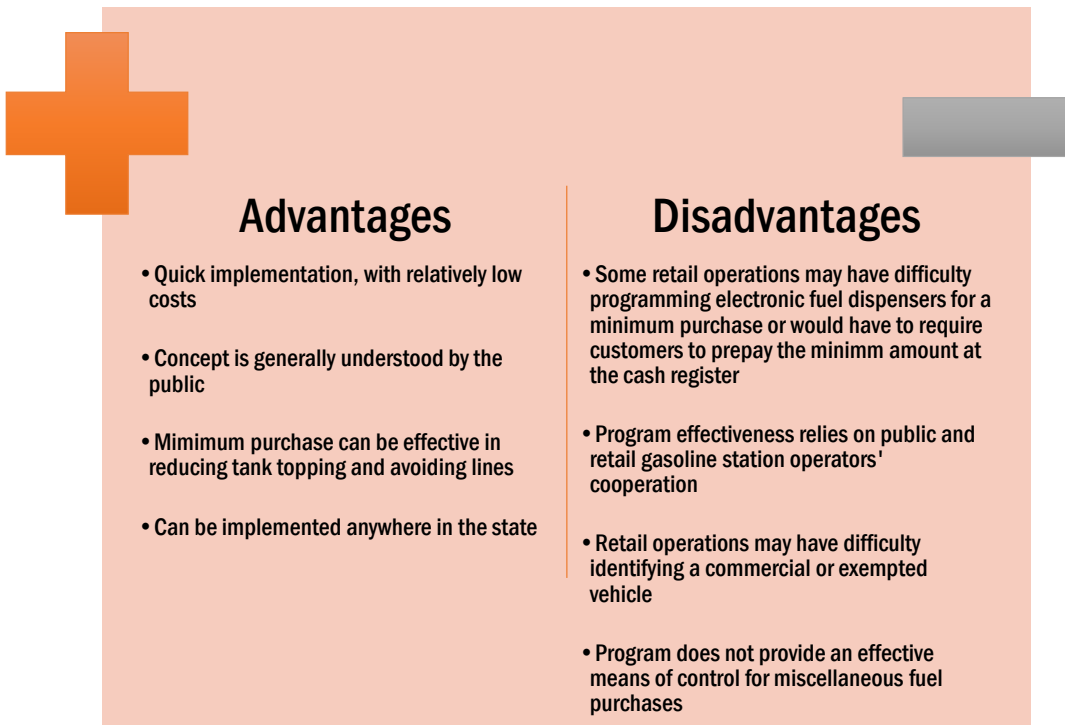 Advantages
• Quick implementation, with relatively low
costs
• Concept is generally understood by the
public
• Mimimum purchase can be effective in
reducing tank topping and avoiding lines
• Can be implemented anywhere in the state
Disadvantages
• Some retail operations may have difficulty
programming electronic fuel dispensers for a
minimum purchase or would have to require
customers to prepay the minimm amount at
the cash register
• Program effectiveness relies on public and
retail gasoline station operators'
cooperation
• Retail operations may have difficulty
identifying a commercial or exempted
vehicle
• Program does not provide an effective
means of control for miscellaneous fuel
purchases